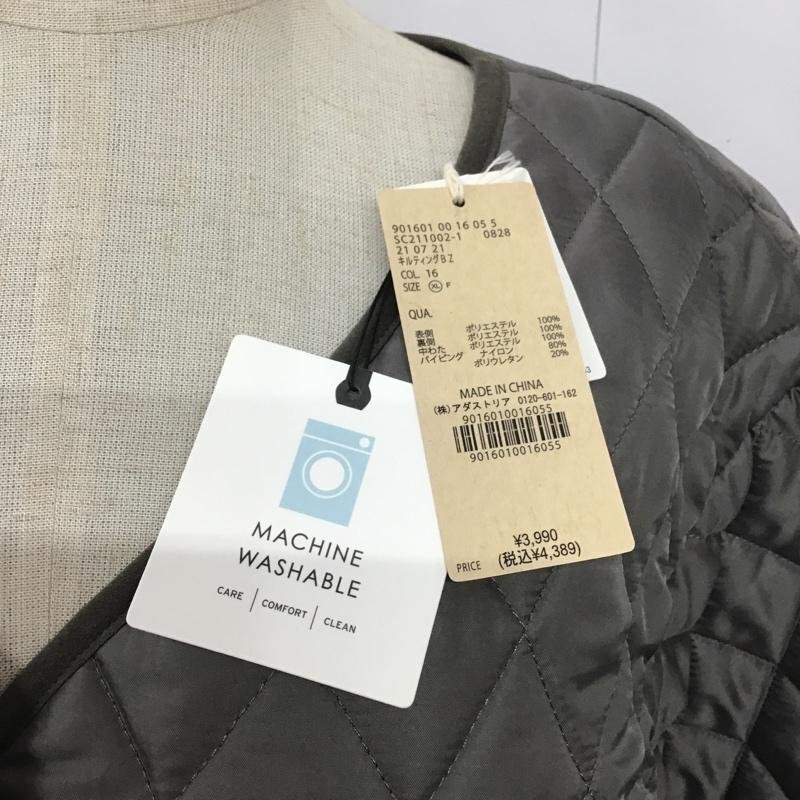 901601 00 16 05 5
SC211002-1 0828
21 07 21
キルティングBZ
COL. 16
SIZE XL F
QUA.
表側 ポリエステル 100%
裏側 ポリエステル 100%
中わた ポリエステル 100%
パイピング ナイロン 80%
ポリウレタン 20%
MADE IN CHINA
(株)アダストリア 0120-601-162
9016010016055
9016010016055
¥3,990
PRICE (税込¥4,389)
MACHINE
WASHABLE
CARE | COMFORT | CLEAN